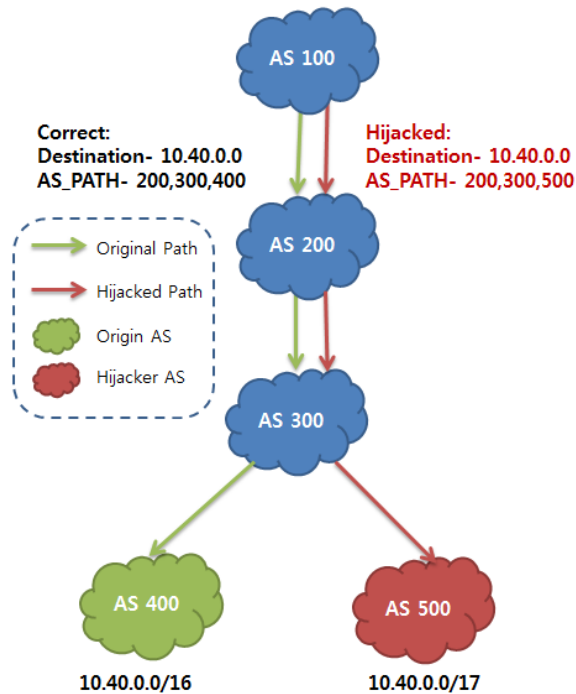 AS 100
Correct:
Destination- 10.40.0.0
AS_PATH- 200,300,400
Hijacked:
Destination- 10.40.0.0
AS_PATH- 200,300,500
AS 200
Original Path
Hijacked Path
Origin AS
Hijacker AS
AS 300
AS 400
AS 500
10.40.0.0/16
10.40.0.0/17